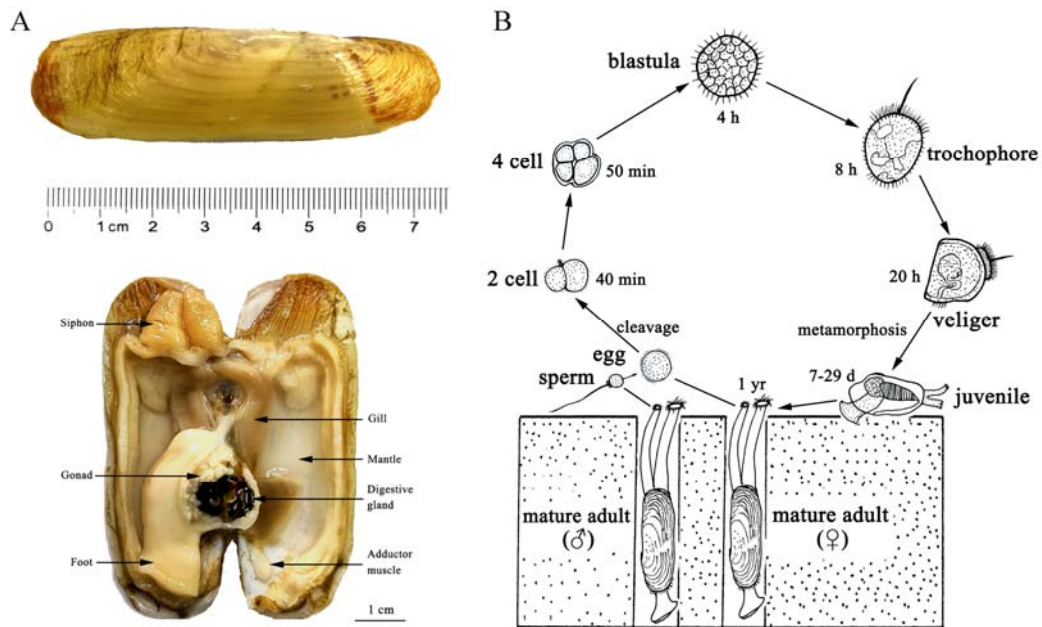 A
0 1 cm 2 3 4 5 6 7
Siphon
Gill
Gonad
Mantle
Digestive
gland
Foot
Adductor
muscle
1 cm
B
blastula
4 h
4 cell
50 min
trochophore
8 h
2 cell
40 min
20 h
veliger
cleavage
metamorphosis
egg
sperm
1 yr
7-29 d
juvenile
mature adult
(♂)
mature adult
(♀)